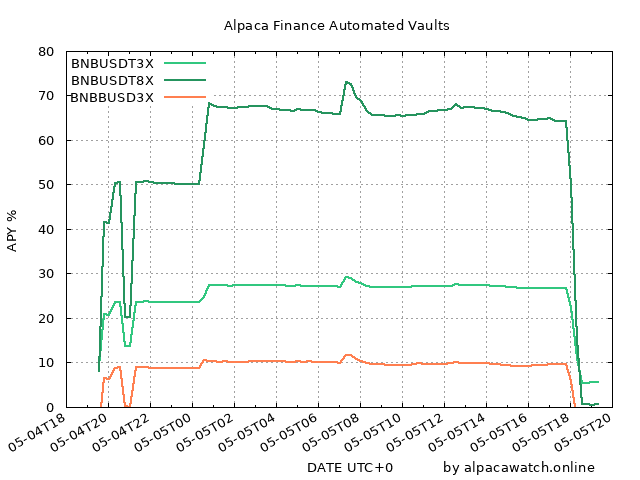 Alpaca Finance Automated Vaults
BNBUSDT3X
BNBUSDT8X
BNBBUSD3X
80
70
60
50
40
30
20
10
0
APY %
05-04T18
05-04T20
05-04T22
05-05T00
05-05T02
05-05T04
05-05T06
05-05T08
05-05T10
05-05T12
05-05T14
05-05T16
05-05T18
05-05T20
DATE UTC+0
by alpacawatch.online